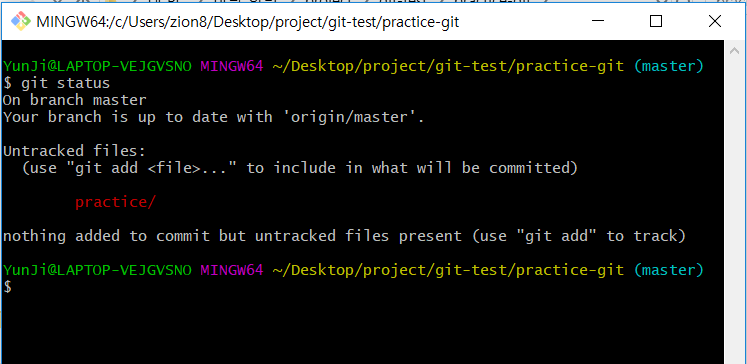 MINGW64:/c/Users/zion8/Desktop/project/git-test/practice-git
YunJi@LAPTOP-VEJGVSNO MINGW64 ~/Desktop/project/git-test/practice-git (master)
$ git status
On branch master
Your branch is up to date with 'origin/master'.
Untracked files:
(use "git add <file>..." to include in what will be committed)
practice/
nothing added to commit but untracked files present (use "git add" to track)
YunJi@LAPTOP-VEJGVSNO MINGW64 ~/Desktop/project/git-test/practice-git (master)
$